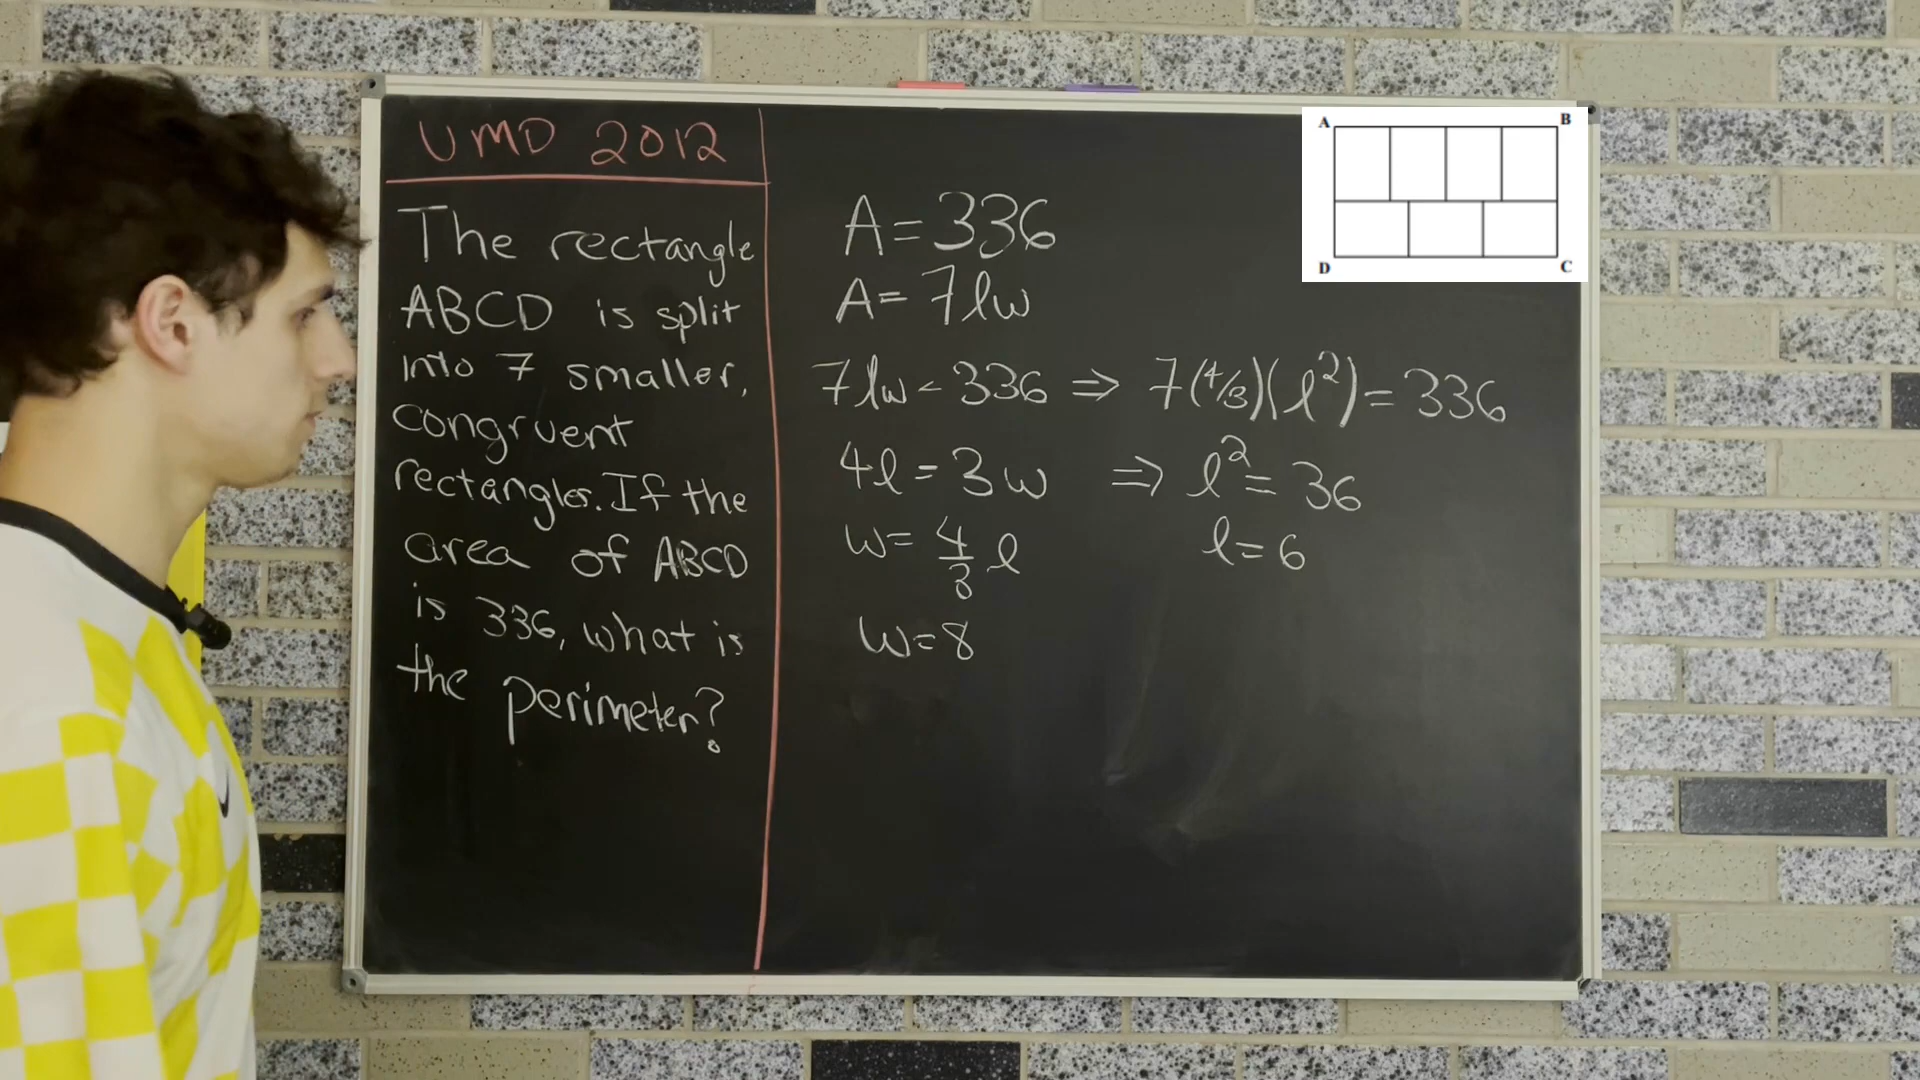 UMD 2012
The rectangle
ABCD is split
into 7 smaller,
congruent
rectangles. If the
area of ABCD
is 336, what is
the perimeter?
A = 336
A = 7lw
7lw = 336 ⇒ 7(4/3)(l²) = 336
4l = 3w ⇒ l² = 36
w = 4/3 l
l = 6
w = 8
A B
D C